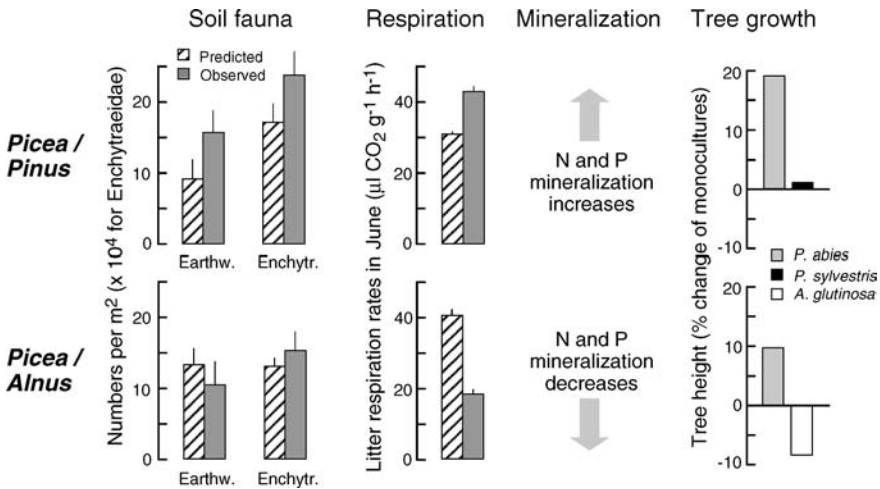 Soil fauna
Respiration
Mineralization
Tree growth
Picea /
Pinus
Picea /
Alnus
Numbers per m² (x 10⁴ for Enchytraeidae)
Predicted
Observed
20
10
0
Earthw.
Enchytr.
20
10
0
Earthw.
Enchytr.
Litter respiration rates in June (µl CO₂ g⁻¹ h⁻¹)
40
20
0
40
20
0
N and P
mineralization
increases
N and P
mineralization
decreases
Tree height (% change of monocultures)
20
10
0
-10
P. abies
P. sylvestris
A. glutinosa
10
0
-10